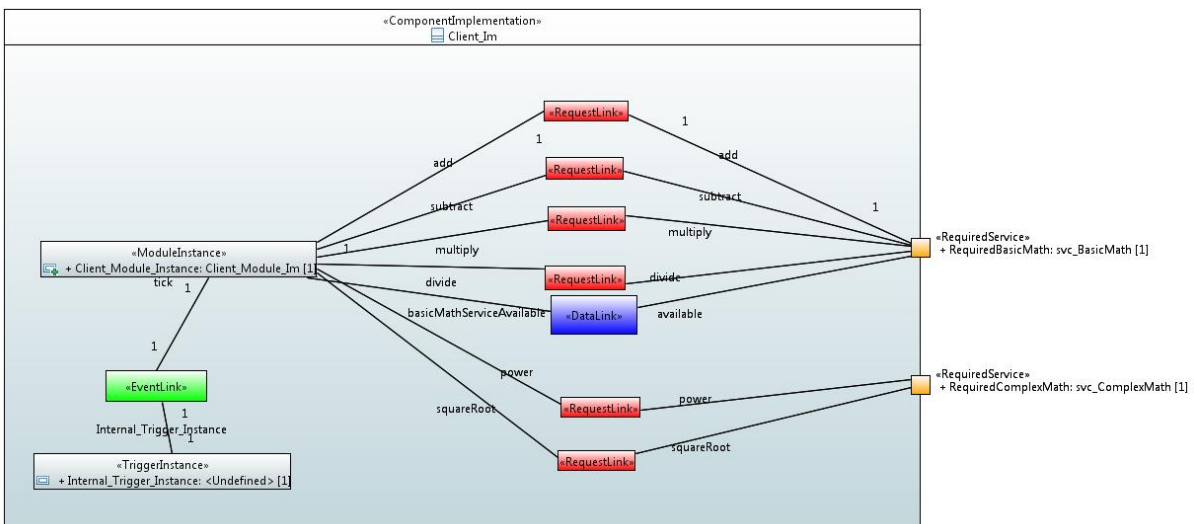 «ComponentImplementation»
Client_Im
«RequestLink»
1
1
add
add
«RequestLink»
subtract
subtract
1
«RequestLink»
multiply
multiply
1
«ModuleInstance»
+ Client_Module_Instance: Client_Module_Im [1]
«RequiredService»
+ RequiredBasicMath: svc_BasicMath [1]
tick
1
divide
«RequestLink»
divide
basicMathServiceAvailable
«DataLink»
available
1
«EventLink»
power
«RequiredService»
+ RequiredComplexMath: svc_ComplexMath [1]
squareRoot
«RequestLink»
power
1
Internal_Trigger_Instance
1
squareRoot
«RequestLink»
«TriggerInstance»
+ Internal_Trigger_Instance: <Undefined> [1]